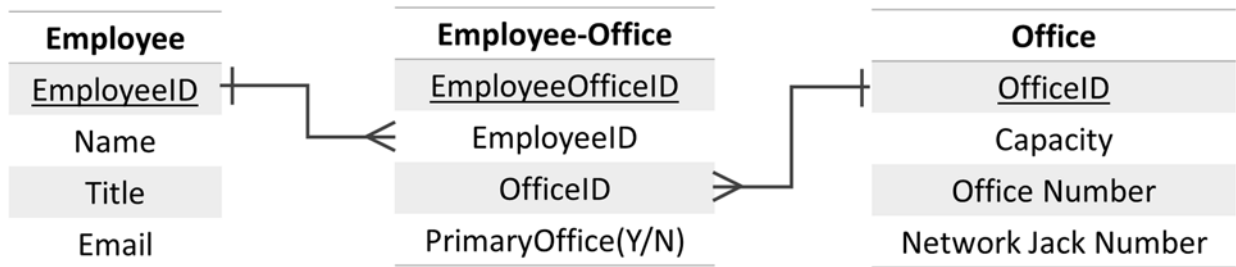 Employee
EmployeeID
Name
Title
Email
Employee-Office
EmployeeOfficeID
EmployeeID
OfficeID
PrimaryOffice(Y/N)
Office
OfficeID
Capacity
Office Number
Network Jack Number